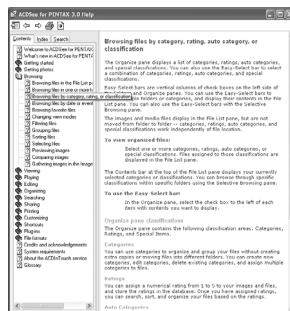 ACDSee for PENTAX 3.0 Help
Contents
Index
Search
Welcome to ACDSee for PENTAX
What's new in ACDSee for PENTA
Getting started
Getting photos
Browsing
Browsing files in the File List p
Browsing files in one or more fo
Browsing files by category, rating, auto category, or classification
Browsing files by date or event
Browsing favorite files
Changing view modes
Filtering files
Grouping files
Sorting files
Selecting files
Previewing images
Comparing images
Gathering images in the Image
Viewing
Playing
Editing
Organizing
Searching
Sharing
Printing
Customizing
Shortcuts
Plug-ins
File formats
Credits and acknowledgements
System requirements
About the ACDInTouch service
Glossary
Browsing files by category, rating, auto category, or
classification
The Organize pane displays a list of categories, ratings, auto categories,
and special classifications. You can also use the Easy-Select bar to select
a combination of categories, ratings, auto categories, and special
classifications:
Easy Select bars are vertical columns of check boxes on the left side of
Organize panes. You can use the Easy-Select bars to
folders or categories, and display their contents in the File
List pane. You can also use the Easy-Select bars with the Selective
Browsing pane.
The images and media files display in the File List pane, but are not
moved from folder to folder -- categories, ratings, auto categories, and
special classifications work independently of file location.
To view organized files:
Select one or more categories, ratings, auto categories, or
special classifications. Files assigned to those classifications are
displayed in the File List pane.
The Contents bar at the top of the File List pane displays your currently
selected categories or classifications. You can browse through specific
classifications within specific folders using the Selective Browsing pane.
To use the Easy-Select bar:
In the Organize pane, select the check box to the left of each
item with contents you want to display.
Organize pane classifications
The Organize pane contains the following classification areas: Categories,
Ratings, and Special Items.
Categories
You can use categories to organize and group your files without creating
extra copies or moving files into different folders. You can create new
categories, edit categories, delete existing categories, and assign multiple
categories to files.
Ratings
You can assign a numerical rating from 1 to 5 to your images and files,
and store the ratings in the database. Once you have assigned ratings,
you can search, sort, and organize your files based on the ratings.
Auto Categories